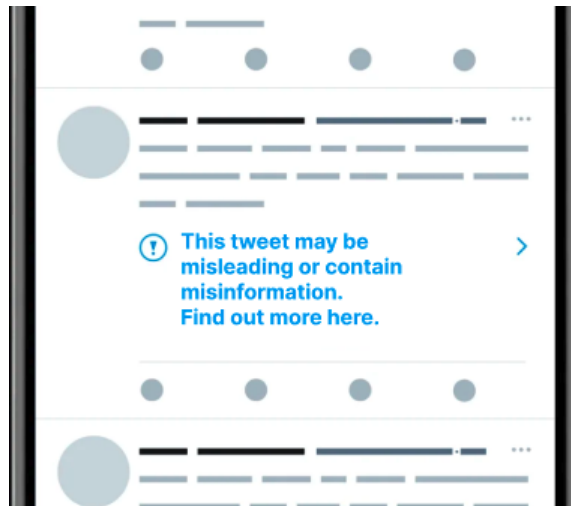 This tweet may be
misleading or contain
misinformation.
Find out more here.